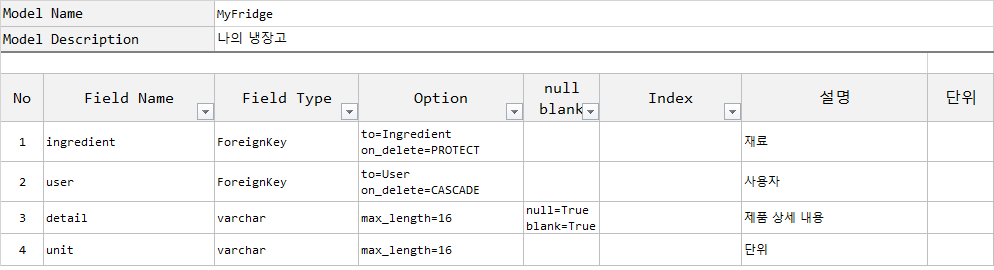 Model Name MyFridge
Model Description 나의 냉장고
No Field Name Field Type Option null blank Index 설명 단위
1 ingredient ForeignKey to=Ingredient on_delete=PROTECT 재료
2 user ForeignKey to=User on_delete=CASCADE 사용자
3 detail varchar max_length=16 null=True blank=True 제품 상세 내용
4 unit varchar max_length=16 단위